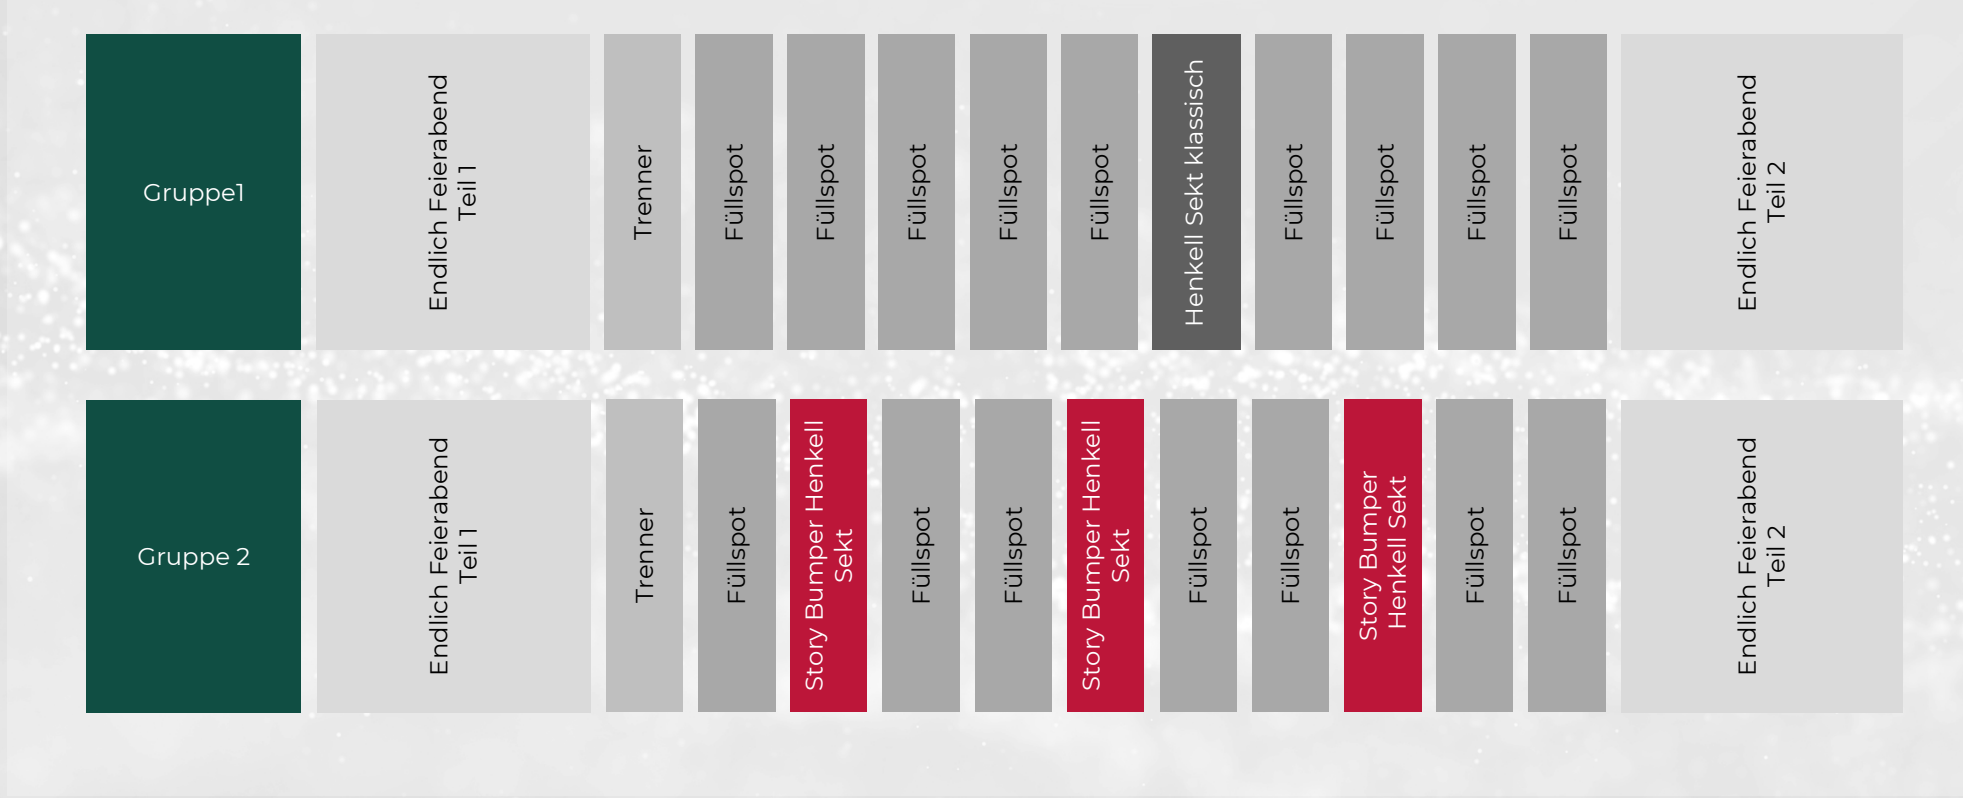 Gruppe1
Endlich Feierabend
Teil 1
Trenner
Füllspot
Füllspot
Füllspot
Füllspot
Füllspot
Henkell Sekt klassisch
Füllspot
Füllspot
Füllspot
Füllspot
Endlich Feierabend
Teil 2
Gruppe 2
Endlich Feierabend
Teil 1
Trenner
Füllspot
Story Bumper Henkell
Sekt
Füllspot
Füllspot
Story Bumper Henkell
Sekt
Füllspot
Füllspot
Story Bumper
Henkell Sekt
Füllspot
Füllspot
Endlich Feierabend
Teil 2